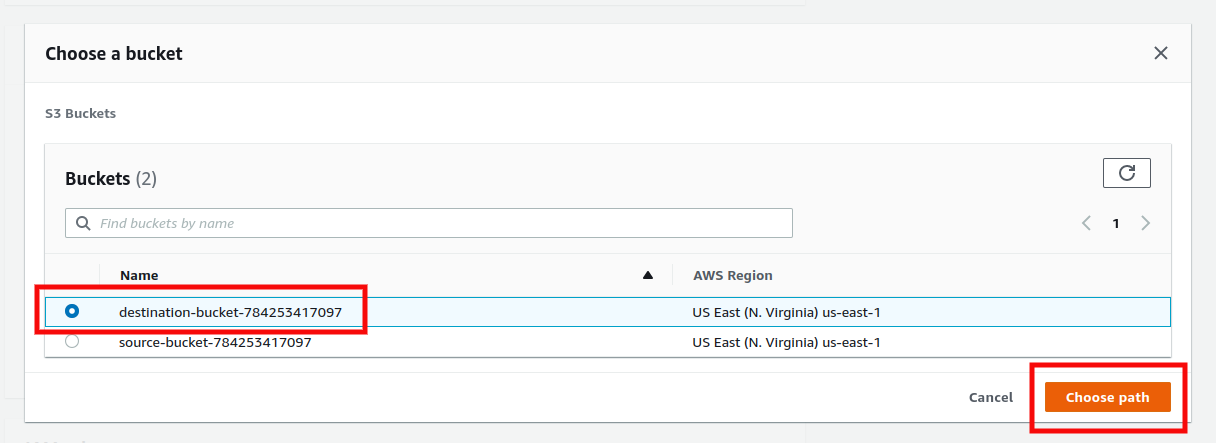 Choose a bucket
S3 Buckets
Buckets (2)
Find buckets by name
1
Name AWS Region
destination-bucket-784253417097 US East (N. Virginia) us-east-1
source-bucket-784253417097 US East (N. Virginia) us-east-1
Cancel Choose path